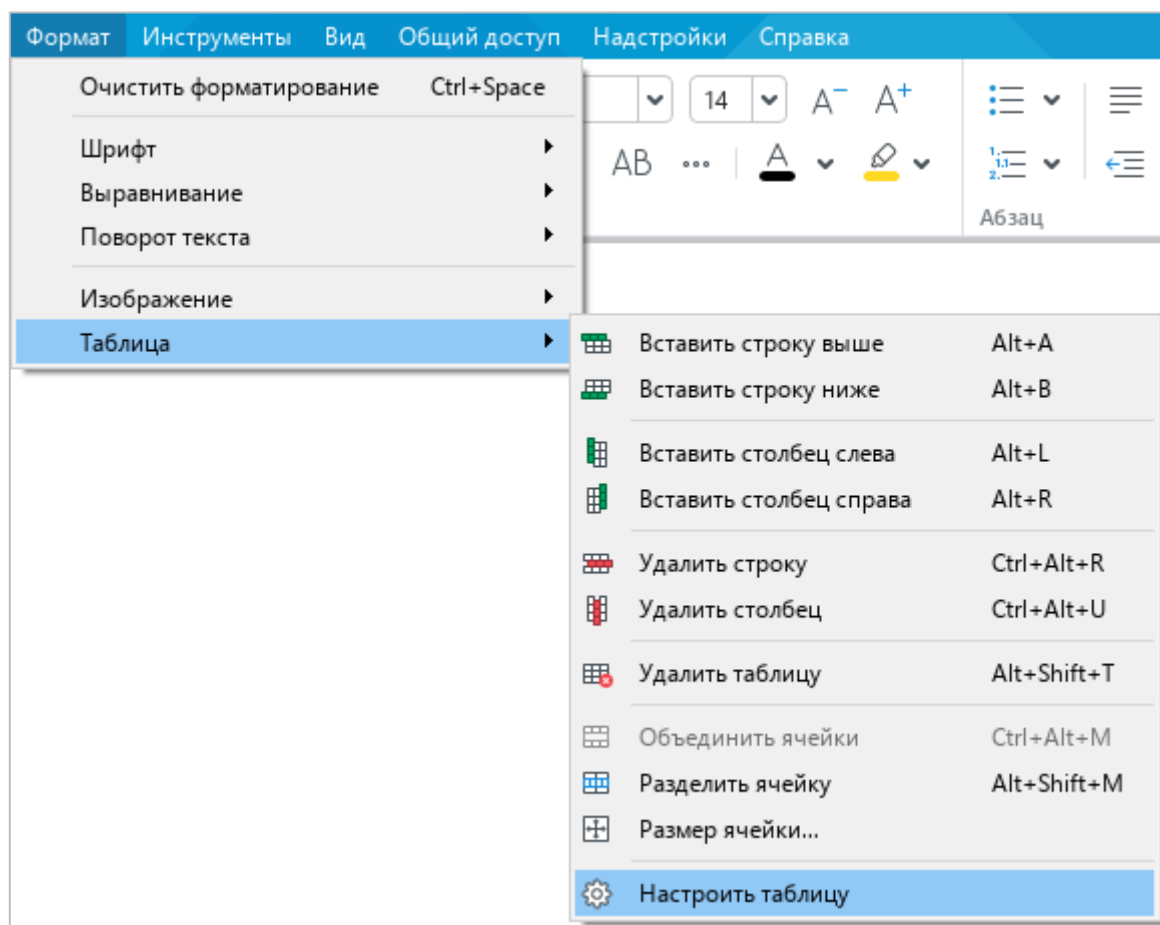 Формат Инструменты Вид Общий доступ Надстройки Справка
Очистить форматирование Ctrl+Space
14 A− A+
Шрифт
AB A
Выравнивание
Поворот текста
Абзац
Изображение
Таблица
Вставить строку выше Alt+A
Вставить строку ниже Alt+B
Вставить столбец слева Alt+L
Вставить столбец справа Alt+R
Удалить строку Ctrl+Alt+R
Удалить столбец Ctrl+Alt+U
Удалить таблицу Alt+Shift+T
Объединить ячейки Ctrl+Alt+M
Разделить ячейку Alt+Shift+M
Размер ячейки...
Настроить таблицу